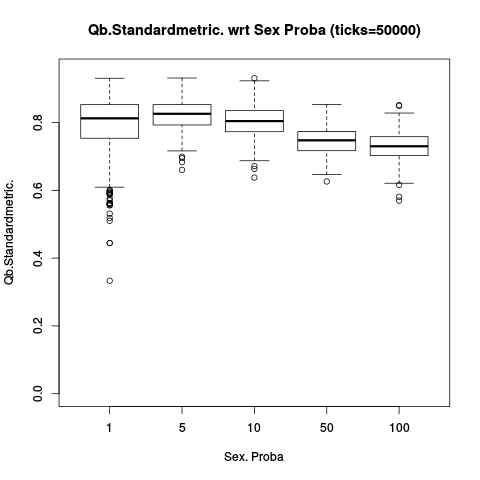 Qb.Standardmetric. wrt Sex Proba (ticks=50000)
Qb.Standardmetric.
0.8
0.6
0.4
0.2
0.0
1 5 10 50 100
Sex. Proba